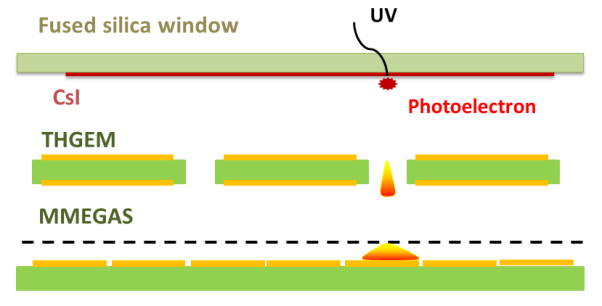 Fused silica window
UV
CsI
Photoelectron
THGEM
MMEGAS